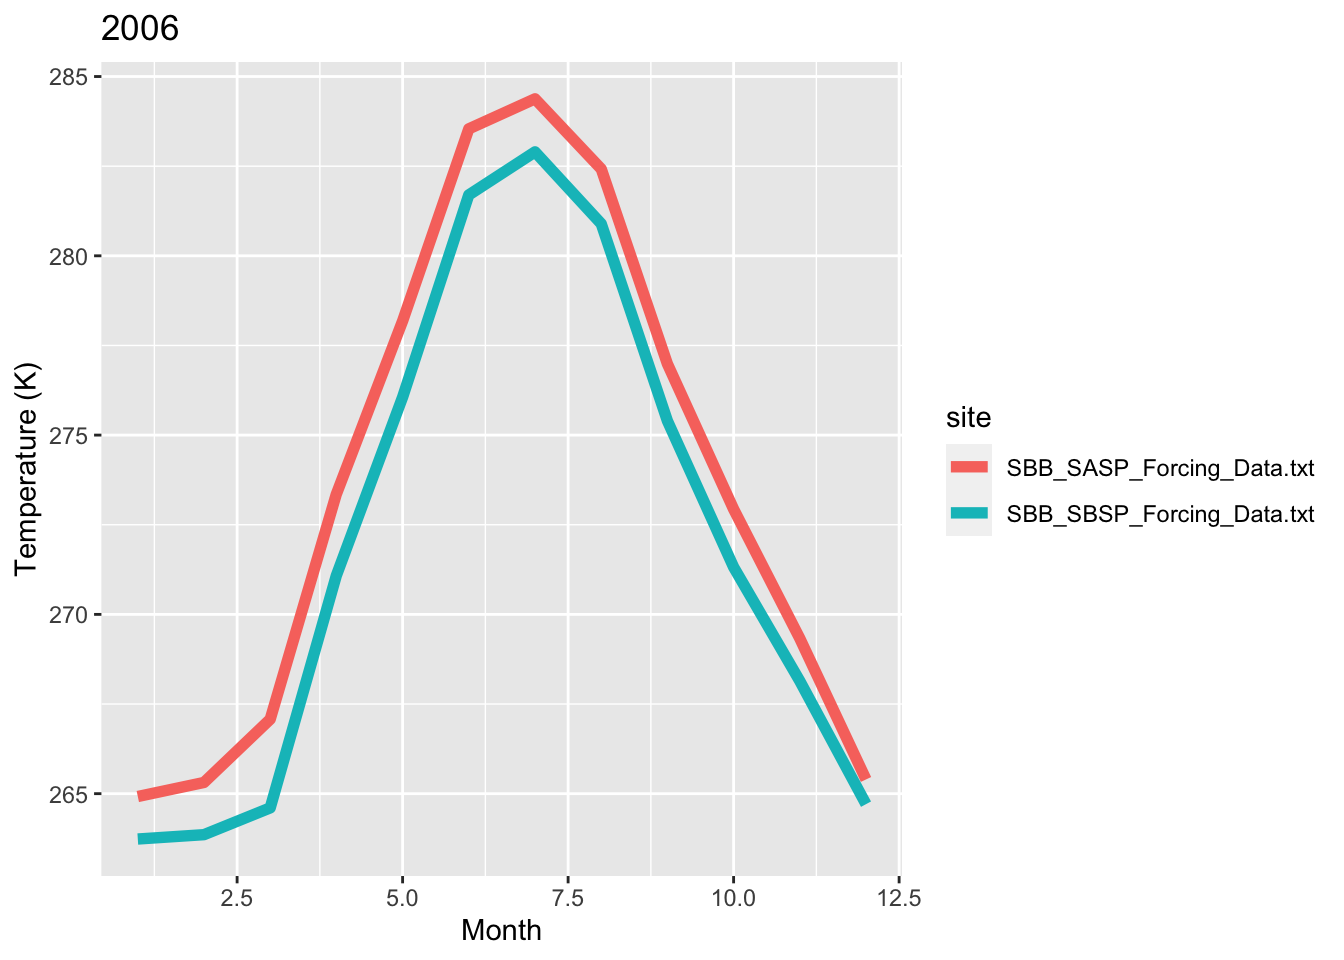 2006
285
280
275
270
265
Temperature (K)
2.5 5.0 7.5 10.0 12.5
Month
site
SBB_SASP_Forcing_Data.txt
SBB_SBSP_Forcing_Data.txt